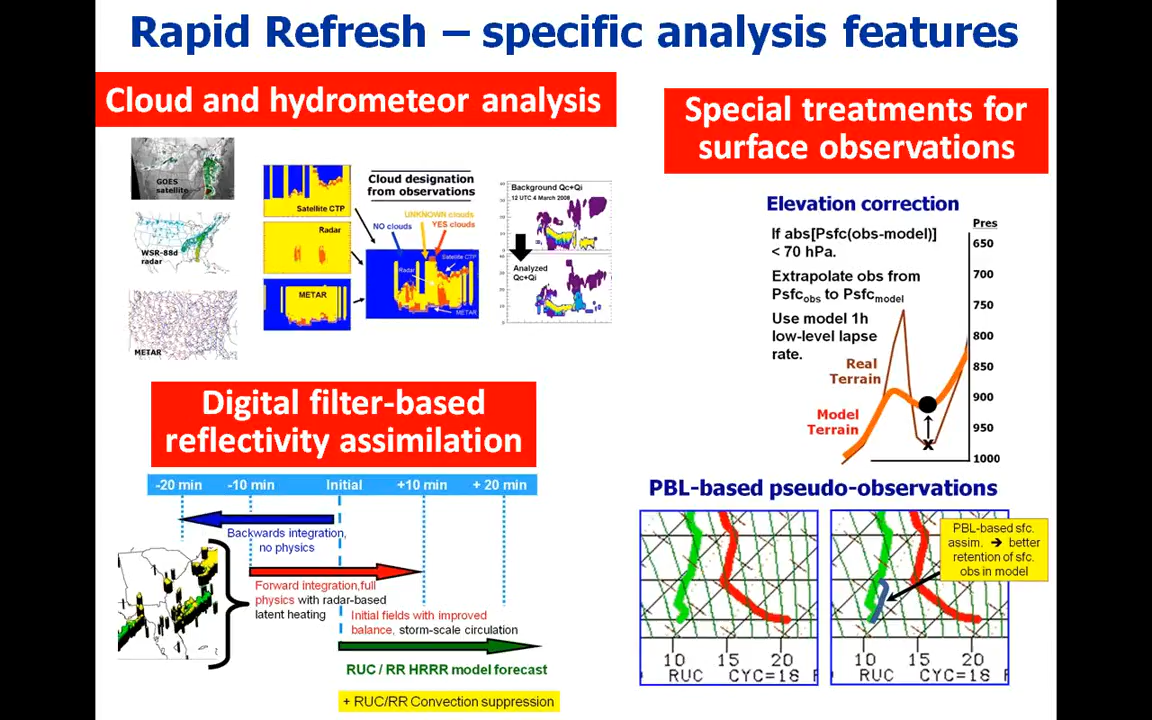 Rapid Refresh – specific analysis features
Cloud and hydrometeor analysis
GOES
satellite
WSR-88d
radar
METAR
Satellite CTP
Radar
METAR
Cloud designation
from observations
UNKNOWN clouds
NO clouds
YES clouds
Radar
Satellite CTP
METAR
Background Qc+Qi
12 UTC 4 March 2008
Analyzed
Qc+Qi
Special treatments for
surface observations
Elevation correction
If abs[Psfc(obs-model)]
< 70 hPa.
Extrapolate obs from
Psfcobs to Psfcmodel
Use model 1h
low-level lapse
rate.
Real
Terrain
Model
Terrain
Pres
650
700
750
800
850
900
950
1000
x
Digital filter-based
reflectivity assimilation
-20 min -10 min Initial +10 min + 20 min
Backwards integration,
no physics
Forward integration,full
physics with radar-based
latent heating
Initial fields with improved
balance, storm-scale circulation
RUC / RR HRRR model forecast
+ RUC/RR Convection suppression
PBL-based pseudo-observations
PBL-based sfc.
assim. ➔ better
retention of sfc.
obs in model
10 15 20
RUC CYC=18 F
10 15 20
RUC CYC=18 F